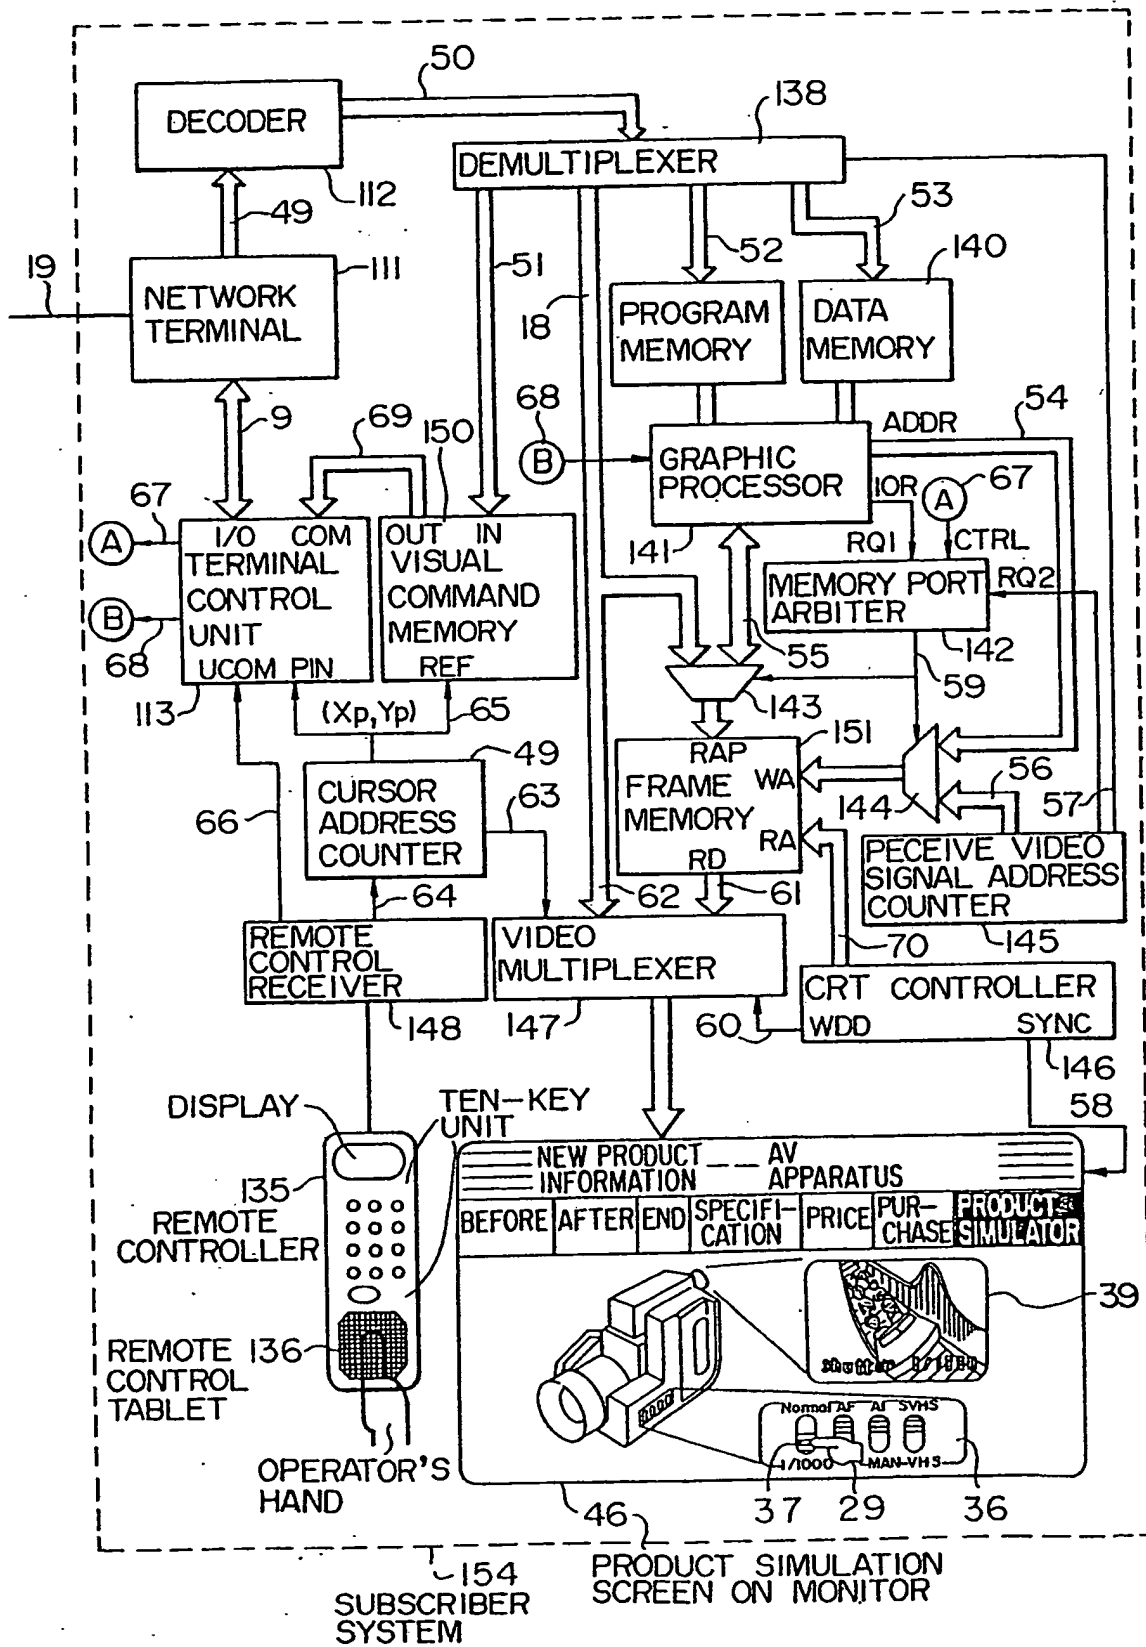 50
138
DECODER
DEMULTIPLEXER
112
49
53
52
140
51
19
111
NETWORK
TERMINAL
18
PROGRAM
MEMORY
DATA
MEMORY
9
69
150
68
54
B
ADDR
GRAPHIC
PROCESSOR
IOR
A
67
67
A
I/O COM
TERMINAL
CONTROL
UNIT
UCOM PIN
OUT IN
VISUAL
COMMAND
MEMORY
REF
141
RQ1
CTRL
RQ2
MEMORY PORT
ARBITER
B
68
55
142
59
113
(Xp,Yp)
65
143
49
151
RAP
FRAME
MEMORY
WA
RA
RD
CURSOR
ADDRESS
COUNTER
63
56
144
57
66
64
62
61
PECEIVE VIDEO
SIGNAL ADDRESS
COUNTER
145
70
REMOTE
CONTROL
RECEIVER
VIDEO
MULTIPLEXER
CRT CONTROLLER
WDD SYNC
148
147
60
146
58
DISPLAY
TEN-KEY
UNIT
NEW PRODUCT
INFORMATION
AV
APPARATUS
135
REMOTE
CONTROLLER
BEFORE
AFTER
END
SPECIFI-
CATION
PRICE
PUR-
CHASE
PRODUCT
SIMULATOR
39
shutter 1/1000
REMOTE
CONTROL
TABLET
136
Normal AF AI SVHS
1/1000 MAN VHS
OPERATOR'S
HAND
37
29
36
46
PRODUCT SIMULATION
SCREEN ON MONITOR
154
SUBSCRIBER
SYSTEM